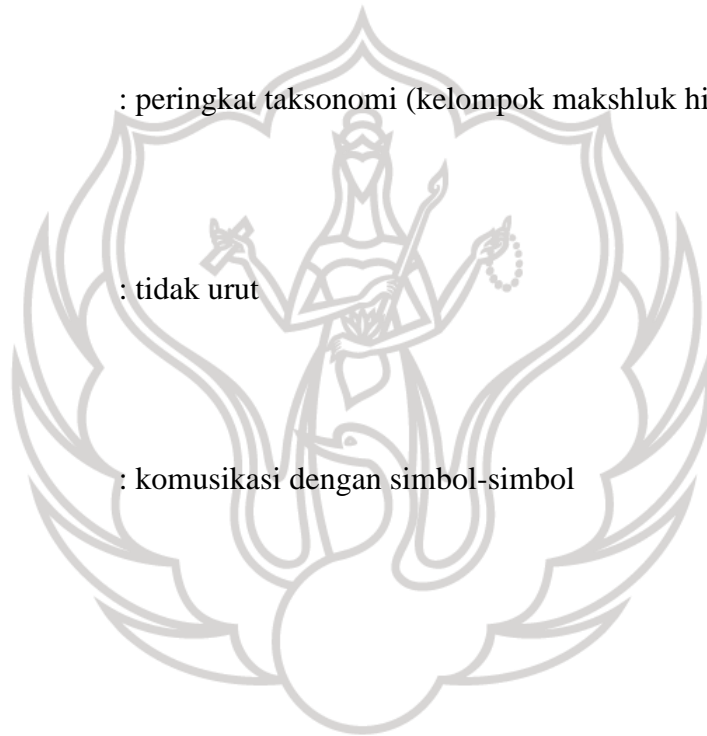 : peringkat taksonomi (kelompok makshluk hi
: tidak urut
: komusikasi dengan simbol-simbol